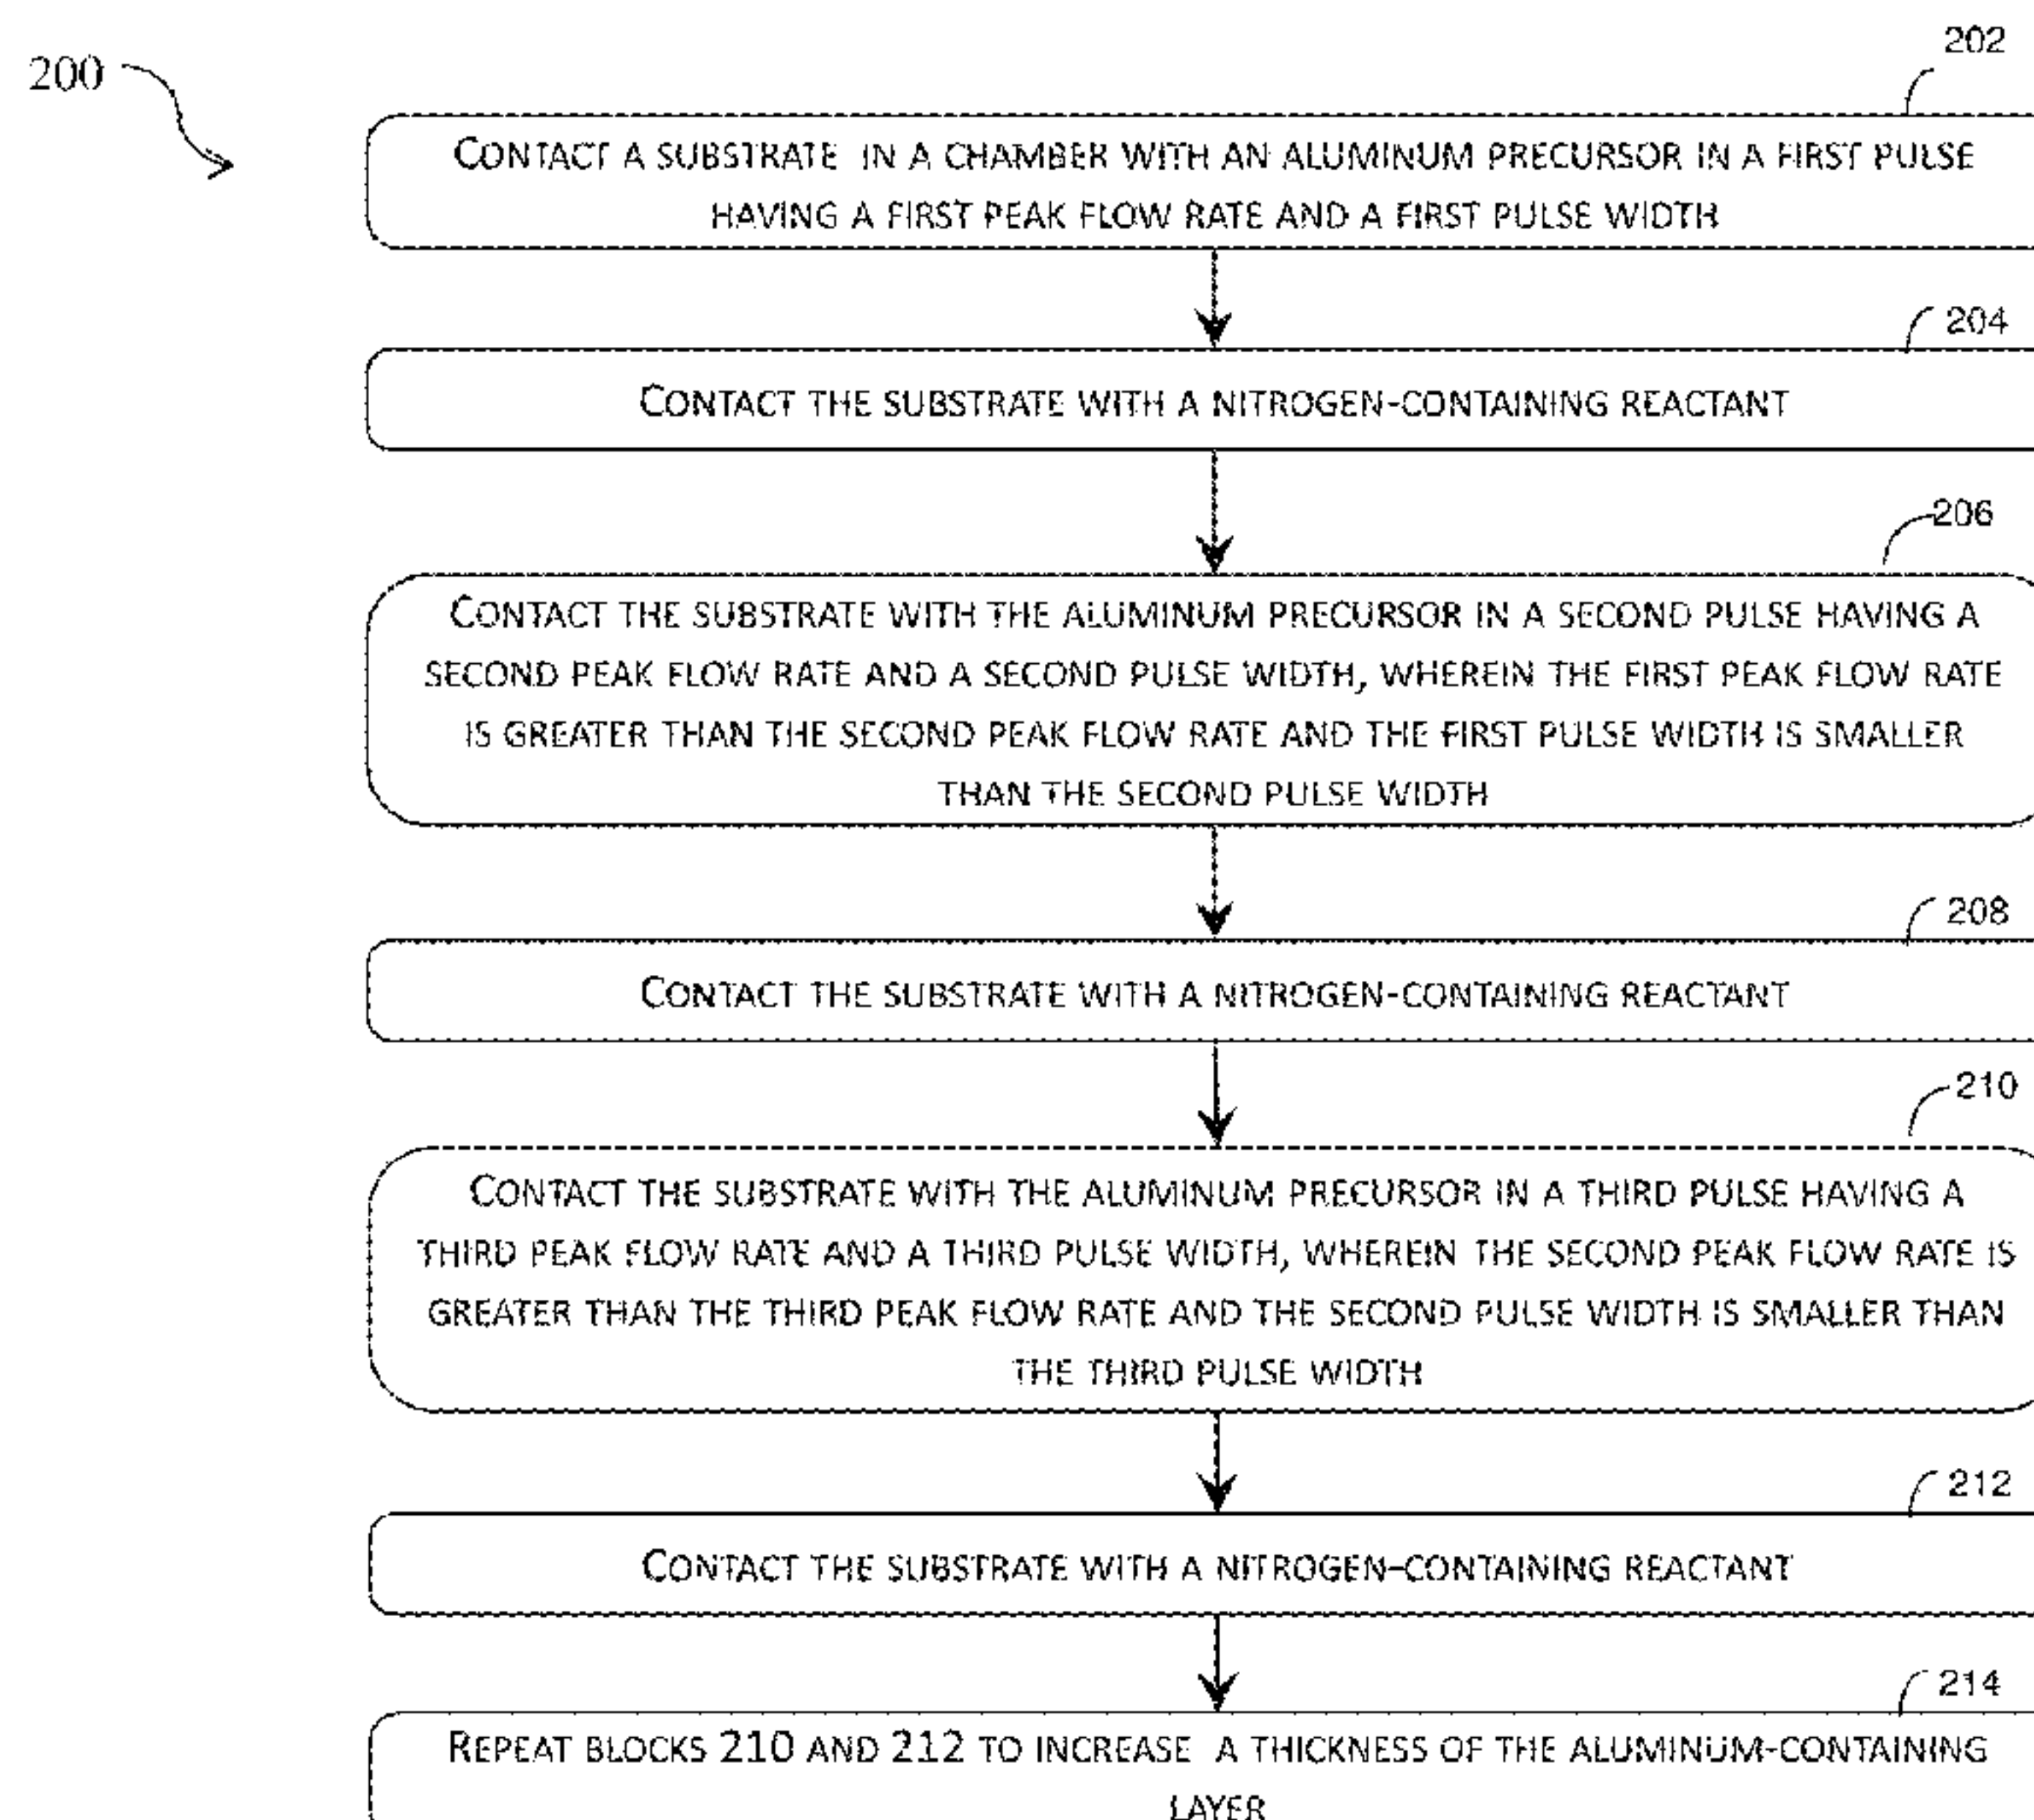 200
202
CONTACT A SUBSTRATE IN A CHAMBER WITH AN ALUMINUM PRECURSOR IN A FIRST PULSE
HAVING A FIRST PEAK FLOW RATE AND A FIRST PULSE WIDTH
204
CONTACT THE SUBSTRATE WITH A NITROGEN-CONTAINING REACTANT
206
CONTACT THE SUBSTRATE WITH THE ALUMINUM PRECURSOR IN A SECOND PULSE HAVING A
SECOND PEAK FLOW RATE AND A SECOND PULSE WIDTH, WHEREIN THE FIRST PEAK FLOW RATE
IS GREATER THAN THE SECOND PEAK FLOW RATE AND THE FIRST PULSE WIDTH IS SMALLER
THAN THE SECOND PULSE WIDTH
208
CONTACT THE SUBSTRATE WITH A NITROGEN-CONTAINING REACTANT
210
CONTACT THE SUBSTRATE WITH THE ALUMINUM PRECURSOR IN A THIRD PULSE HAVING A
THIRD PEAK FLOW RATE AND A THIRD PULSE WIDTH, WHEREIN THE SECOND PEAK FLOW RATE IS
GREATER THAN THE THIRD PEAK FLOW RATE AND THE SECOND PULSE WIDTH IS SMALLER THAN
THE THIRD PULSE WIDTH
212
CONTACT THE SUBSTRATE WITH A NITROGEN-CONTAINING REACTANT
214
REPEAT BLOCKS 210 AND 212 TO INCREASE A THICKNESS OF THE ALUMINUM-CONTAINING
LAYER